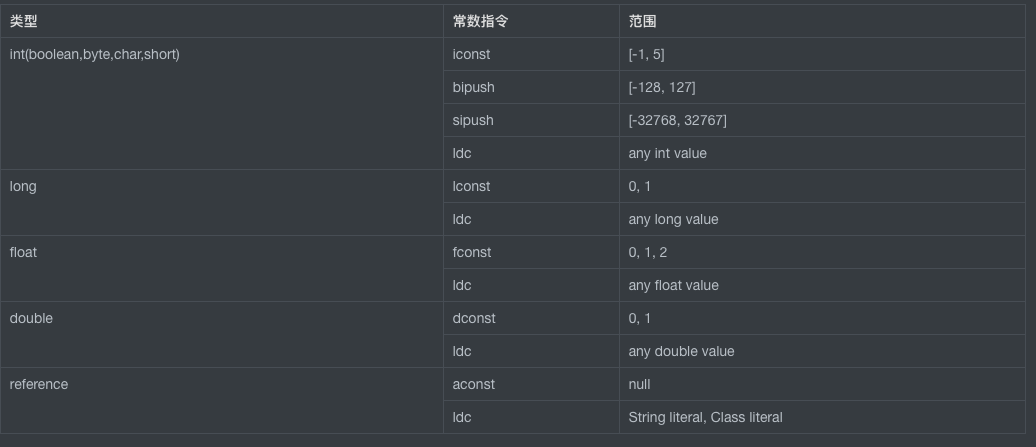 类型 常数指令 范围
int(boolean,byte,char,short) iconst [-1, 5]
bipush [-128, 127]
sipush [-32768, 32767]
ldc any int value
long lconst 0, 1
ldc any long value
float fconst 0, 1, 2
ldc any float value
double dconst 0, 1
ldc any double value
reference aconst null
ldc String literal, Class literal